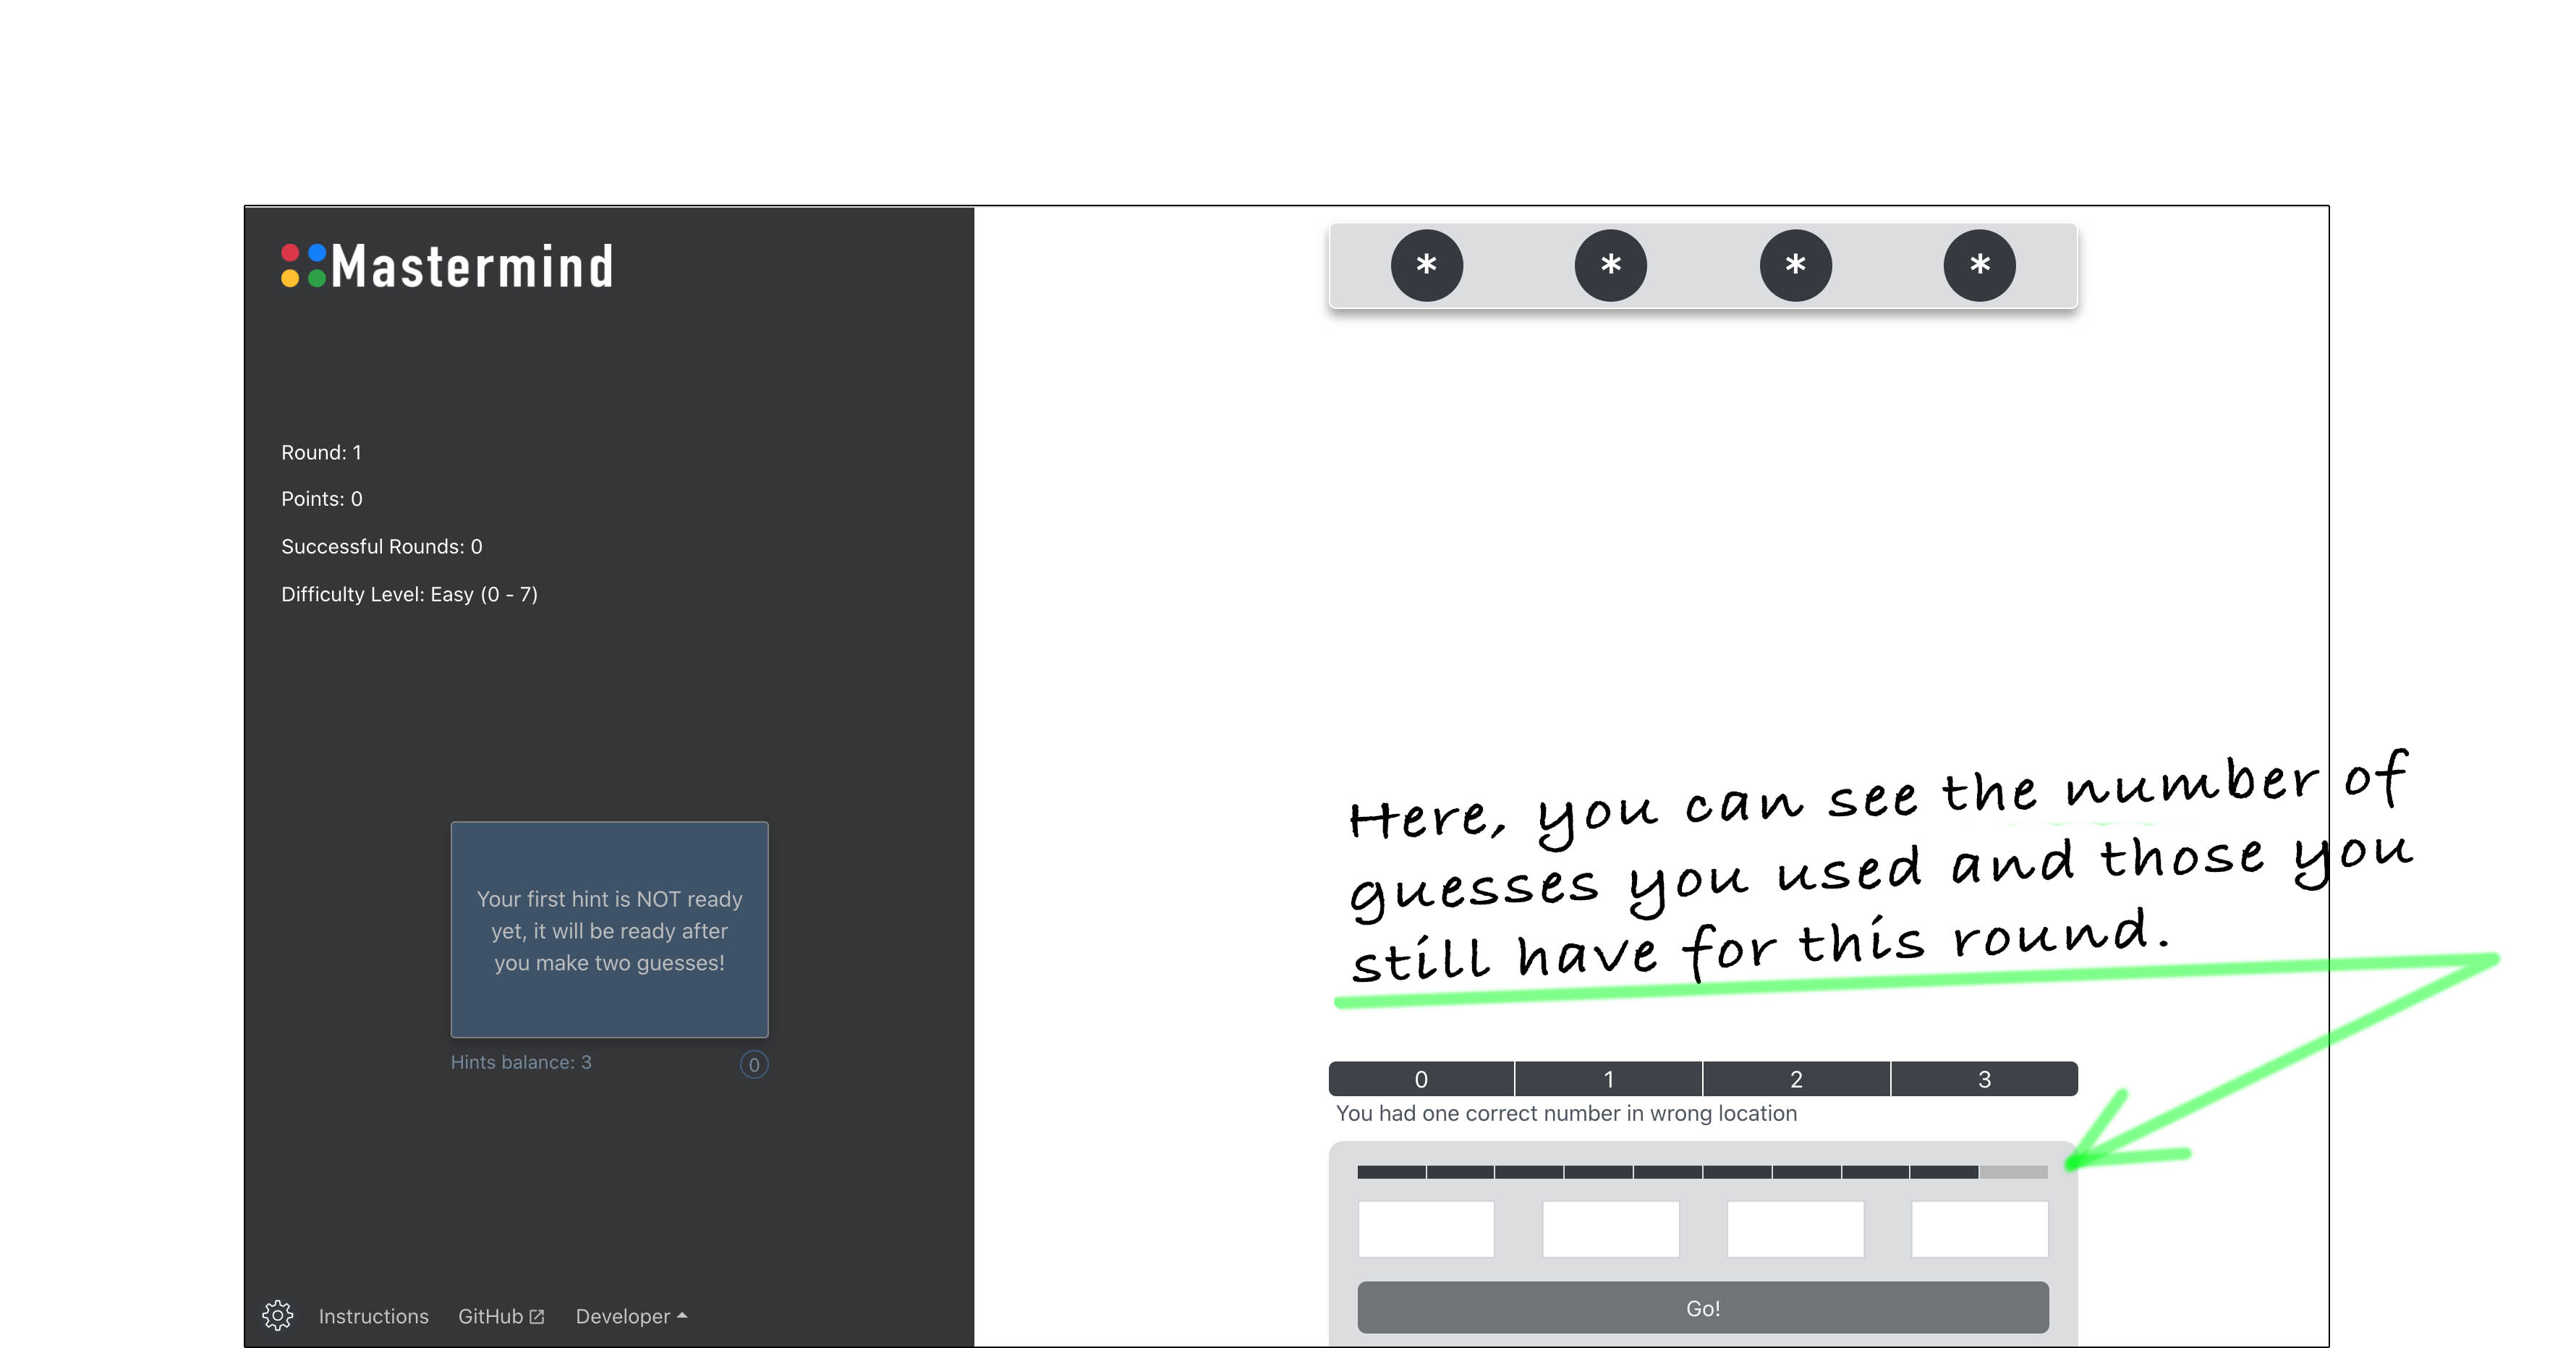 Mastermind
* * * *
Round: 1
Points: 0
Successful Rounds: 0
Difficulty Level: Easy (0 - 7)
Your first hint is NOT ready
yet, it will be ready after
you make two guesses!
Hints balance: 3 0
Here, you can see the number of
guesses you used and those you
still have for this round.
0 1 2 3
You had one correct number in wrong location
Go!
Instructions GitHub Developer